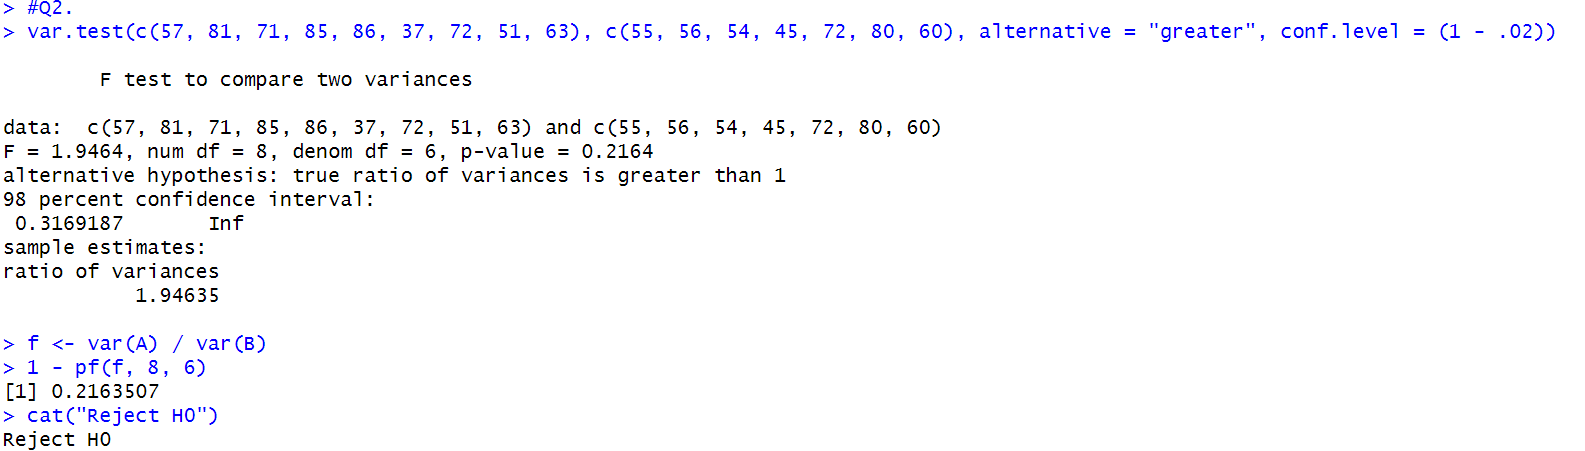 > #Q2.
> var.test(c(57, 81, 71, 85, 86, 37, 72, 51, 63), c(55, 56, 54, 45, 72, 80, 60), alternative = "greater", conf.level = (1 - .02))
F test to compare two variances
data:  c(57, 81, 71, 85, 86, 37, 72, 51, 63) and c(55, 56, 54, 45, 72, 80, 60)
F = 1.9464, num df = 8, denom df = 6, p-value = 0.2164
alternative hypothesis: true ratio of variances is greater than 1
98 percent confidence interval:
0.3169187       Inf
sample estimates:
ratio of variances
1.94635
> f <- var(A) / var(B)
> 1 - pf(f, 8, 6)
[1] 0.2163507
> cat("Reject H0")
Reject H0